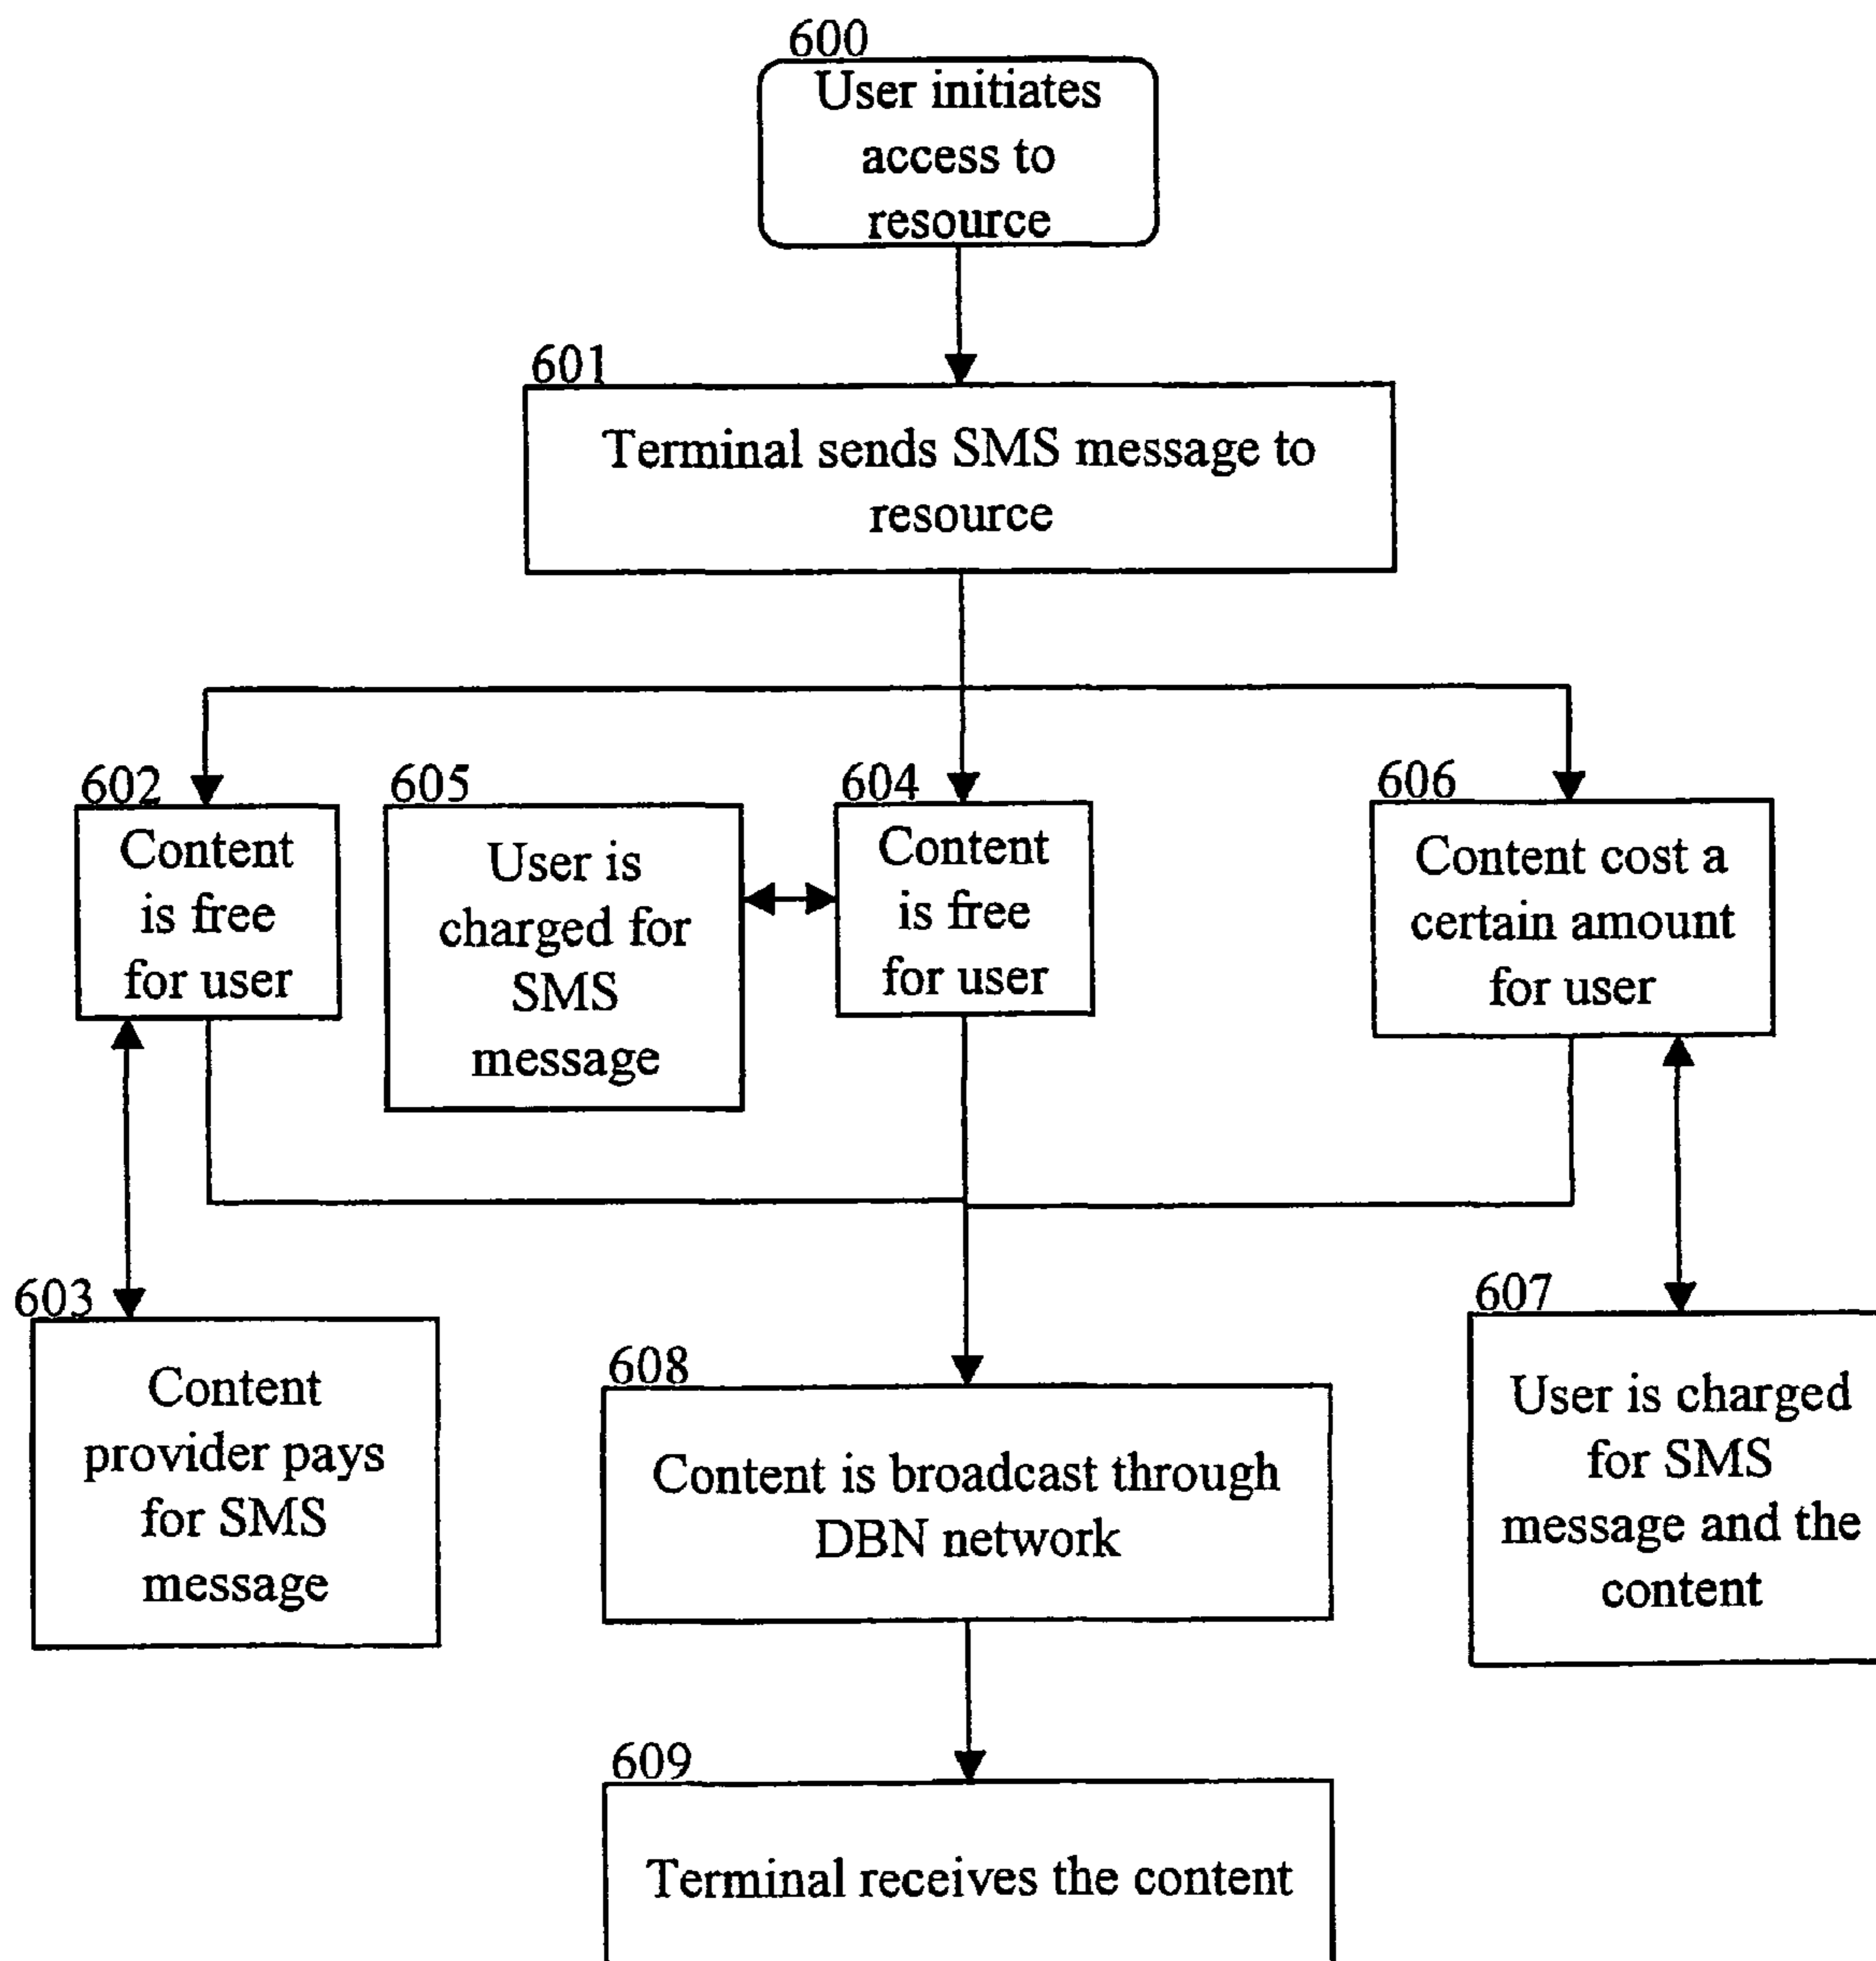 600
User initiates
access to
resource
601
Terminal sends SMS message to
resource
602
Content
is free
for user
605
User is
charged for
SMS
message
604
Content
is free
for user
606
Content cost a
certain amount
for user
603
Content
provider pays
for SMS
message
608
Content is broadcast through
DBN network
607
User is charged
for SMS
message and the
content
609
Terminal receives the content